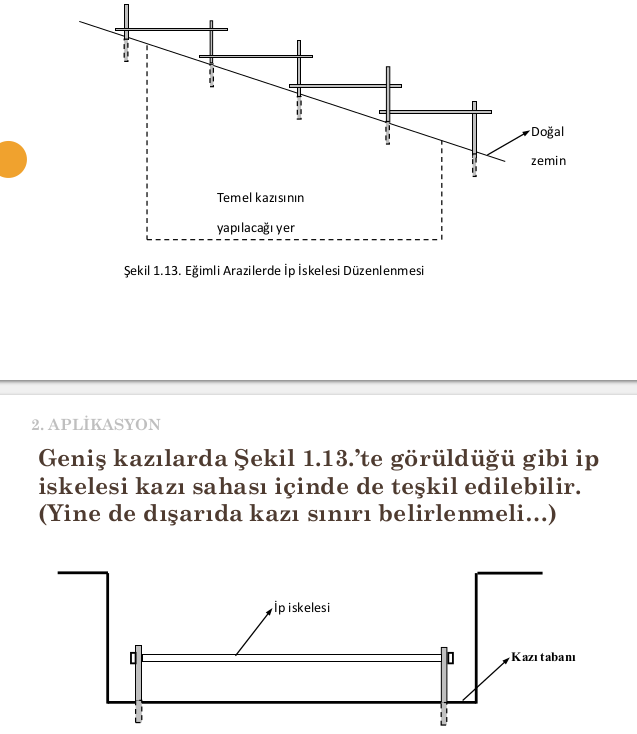 Doğal
zemin
Temel kazısının
yapılacağı yer
Şekil 1.13. Eğimli Arazilerde İp İskelesi Düzenlenmesi
2. APLİKASYON
Geniş kazılarda Şekil 1.13.’te görüldüğü gibi ip
iskelesi kazı sahası içinde de teşkil edilebilir.
(Yine de dışarıda kazı sınırı belirlenmeli...)
İp iskelesi
Kazı tabanı